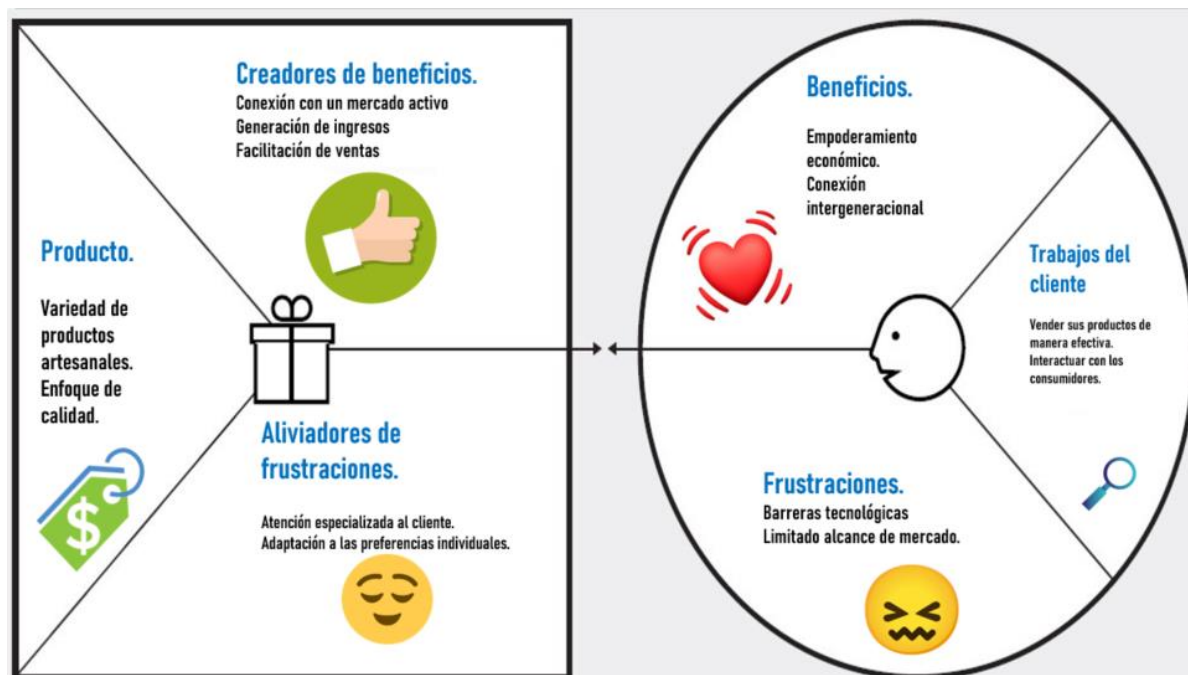 Creadores de beneficios.
Conexión con un mercado activo
Generación de ingresos
Facilitación de ventas
Producto.
Variedad de
productos
artesanales.
Enfoque de
calidad.
$
Aliviadores de
frustraciones.
Atención especializada al cliente.
Adaptación a las preferencias individuales.
Beneficios.
Empoderamiento
económico.
Conexión
intergeneracional
Trabajos del
cliente
Vender sus productos de
manera efectiva.
Interactuar con los
consumidores.
Frustraciones.
Barreras tecnológicas
Limitado alcance de mercado.